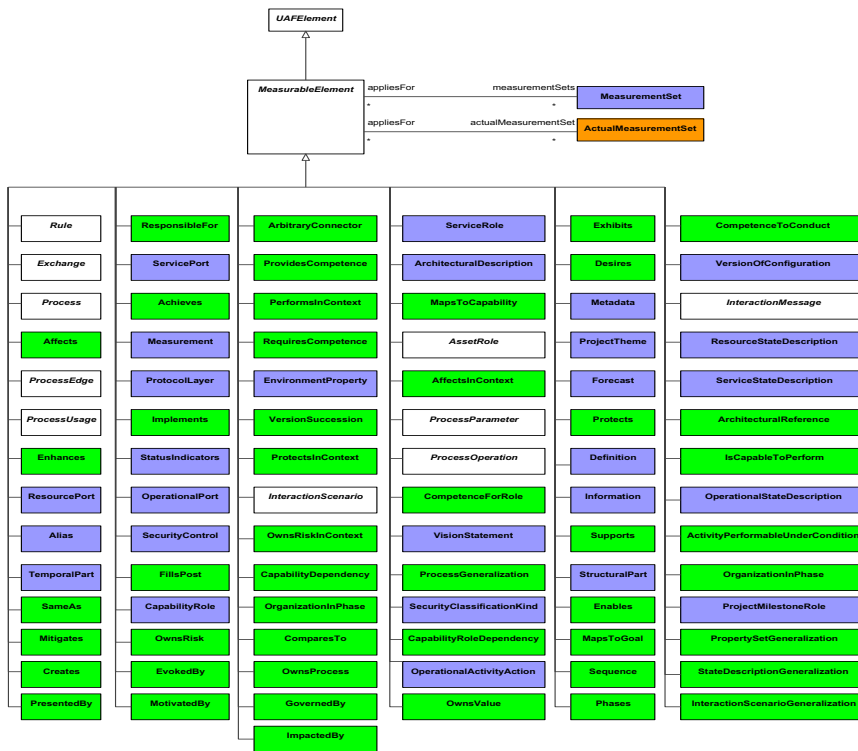 UAFElement
MeasurableElement
appliesFor measurementSets
* *
MeasurementSet
appliesFor actualMeasurementSet
* *
ActualMeasurementSet
Rule ResponsibleFor ArbitraryConnector ServiceRole Exhibits CompetenceToConduct
Exchange ServicePort ProvidesCompetence ArchitecturalDescription Desires VersionOfConfiguration
Process Achieves PerformsInContext MapsToCapability Metadata InteractionMessage
Affects Measurement RequiresCompetence AssetRole ProjectTheme ResourceStateDescription
ProcessEdge ProtocolLayer EnvironmentProperty AffectsInContext Forecast ServiceStateDescription
ProcessUsage Implements VersionSuccession ProcessParameter Protects ArchitecturalReference
Enhances StatusIndicators ProtectsInContext ProcessOperation Definition IsCapableToPerform
ResourcePort OperationalPort InteractionScenario CompetenceForRole Information OperationalStateDescription
Alias SecurityControl OwnsRiskInContext VisionStatement Supports ActivityPerformableUnderCondition
TemporalPart FillsPost CapabilityDependency ProcessGeneralization StructuralPart OrganizationInPhase
SameAs CapabilityRole OrganizationInPhase SecurityClassificationKind Enables ProjectMilestoneRole
Mitigates OwnsRisk ComparesTo CapabilityRoleDependency MapsToGoal PropertySetGeneralization
Creates EvokedBy OwnsProcess OperationalActivityAction Sequence StateDescriptionGeneralization
PresentedBy MotivatedBy GovernedBy OwnsValue Phases InteractionScenarioGeneralization
ImpactedBy